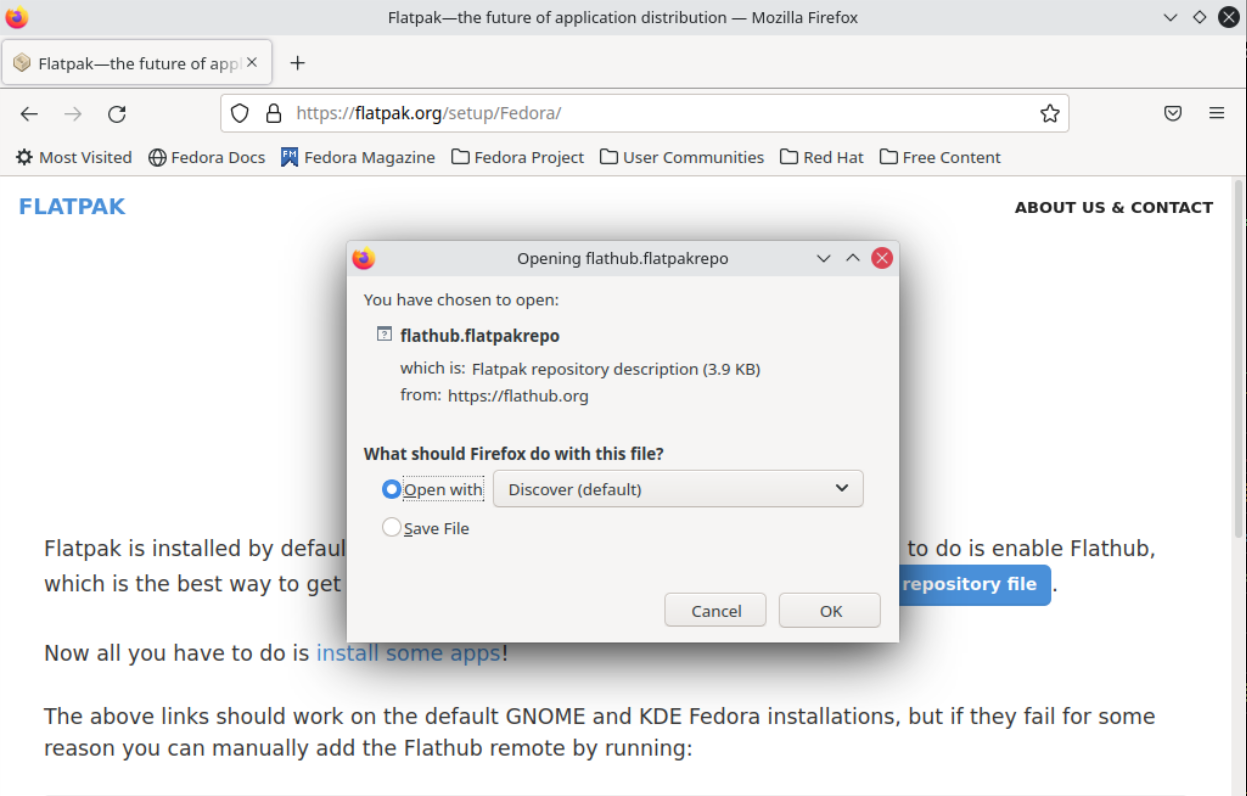 Flatpak—the future of application distribution — Mozilla Firefox
Flatpak—the future of appl
https://flatpak.org/setup/Fedora/
Most Visited Fedora Docs Fedora Magazine Fedora Project User Communities Red Hat Free Content
FLATPAK
ABOUT US & CONTACT
Opening flathub.flatpakrepo
You have chosen to open:
flathub.flatpakrepo
which is: Flatpak repository description (3.9 KB)
from: https://flathub.org
What should Firefox do with this file?
Open with Discover (default)
Save File
Cancel OK
Flatpak is installed by defaul to do is enable Flathub,
which is the best way to get repository file.
Now all you have to do is install some apps!
The above links should work on the default GNOME and KDE Fedora installations, but if they fail for some
reason you can manually add the Flathub remote by running: